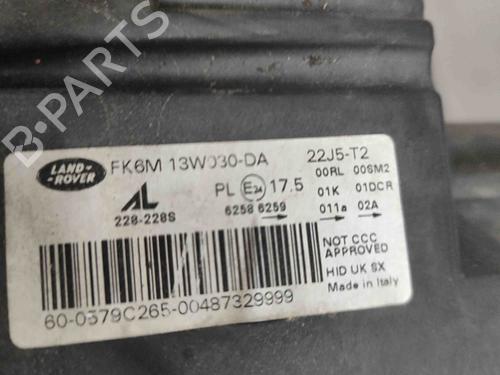 LAND-
ROVER
FK6M 13W030-DA
22J5-T2
AL
228-228S
PL E24 17.5
6258 6259
00RL 00SM2
01K 01DCR
011a 02A
NOT CCC
APPROVED
HID UK SX
Made in Italy
60-0379C265-00487329999
B-PARTS